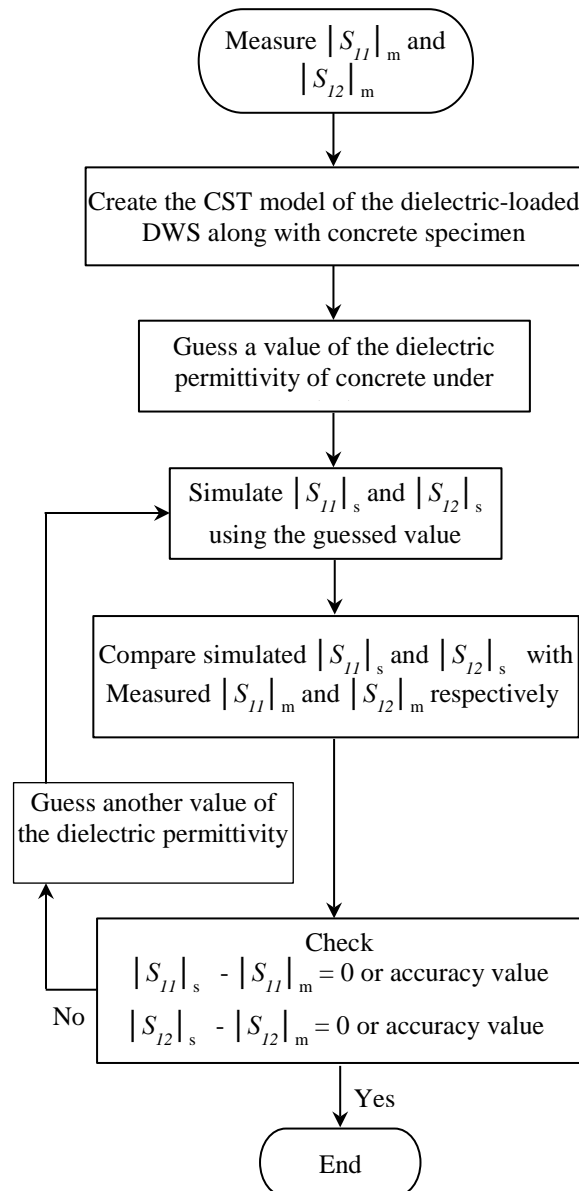 Measure |S11|m and
|S12|m
Create the CST model of the dielectric-loaded
DWS along with concrete specimen
Guess a value of the dielectric
permittivity of concrete under
Simulate |S11|s and |S12|s
using the guessed value
Compare simulated |S11|s and |S12|s with
Measured |S11|m and |S12|m respectively
Guess another value of
the dielectric permittivity
Check
|S11|s - |S11|m = 0 or accuracy value
|S12|s - |S12|m = 0 or accuracy value
No
Yes
End